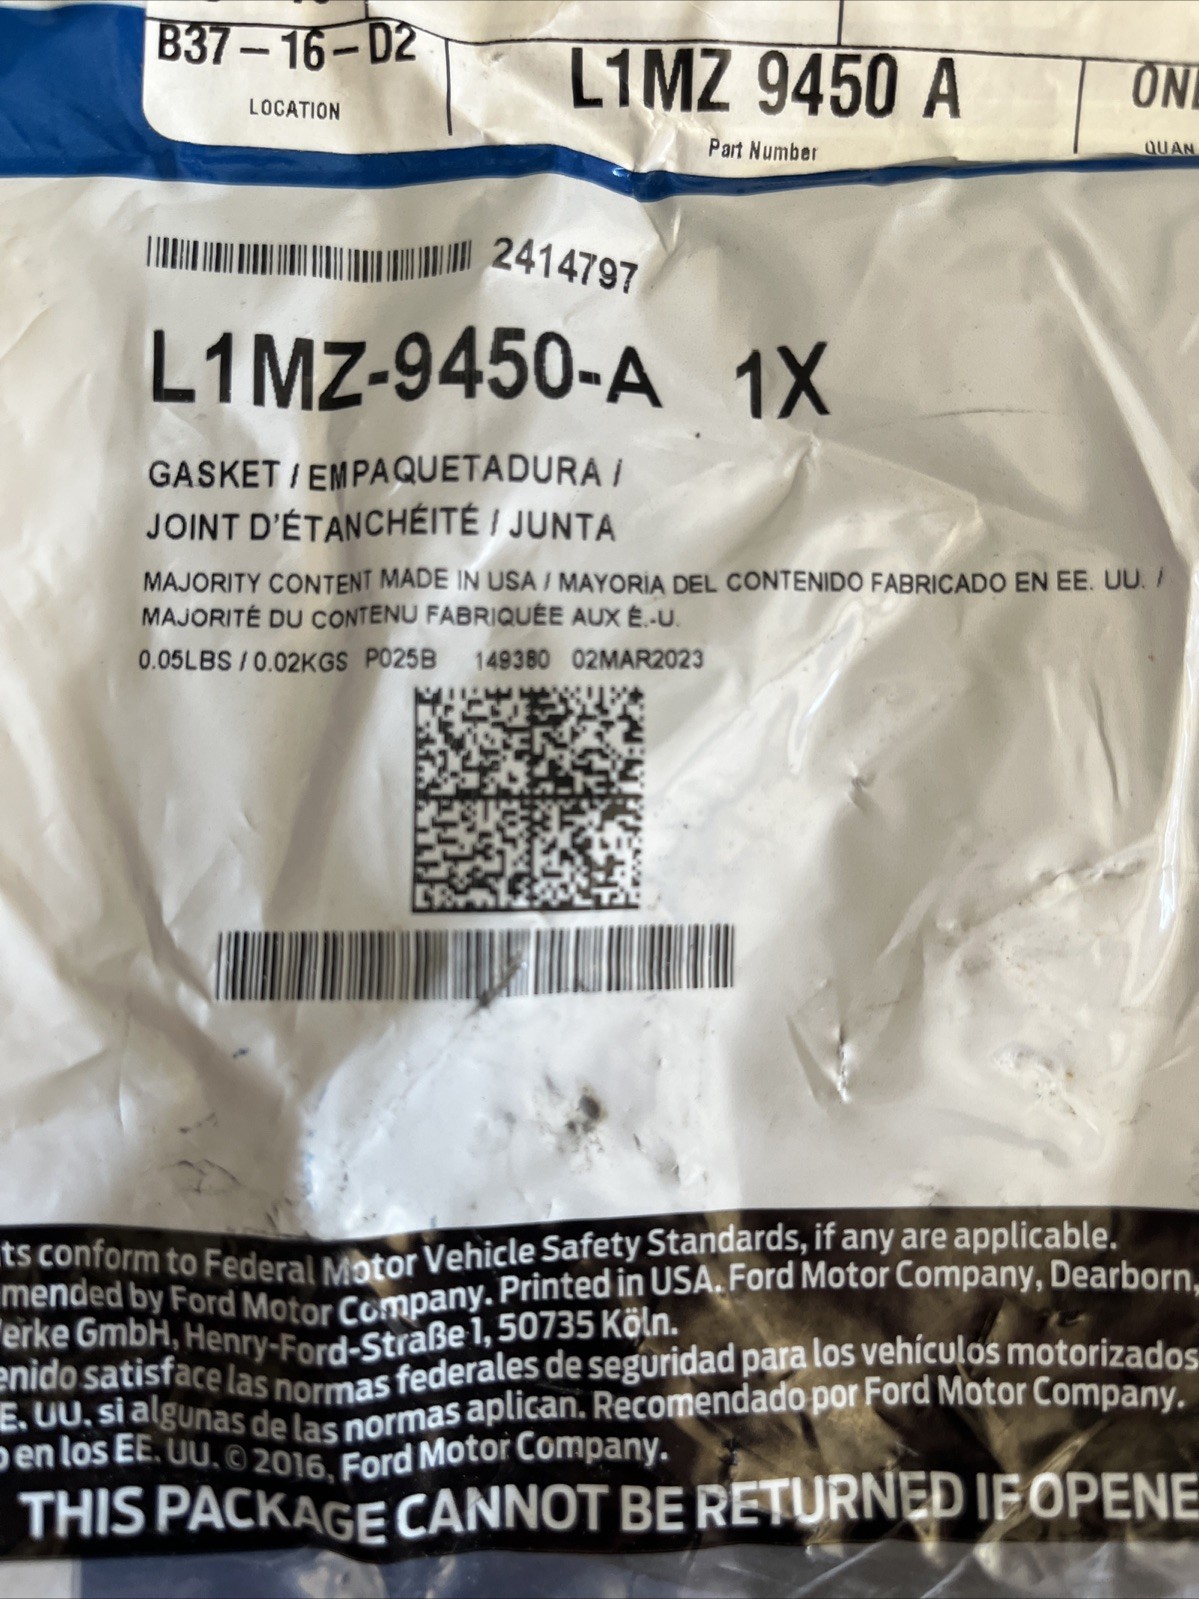 B37-16-D2
LOCATION
L1MZ 9450 A
Part Number
2414797
L1MZ-9450-A 1X
GASKET / EMPAQUETADURA /
JOINT D'ÉTANCHÉITÉ / JUNTA
MAJORITY CONTENT MADE IN USA / MAYORÍA DEL CONTENIDO FABRICADO EN EE. UU. /
MAJORITÉ DU CONTENU FABRIQUÉE AUX É.-U.
0.05LBS / 0.02KGS P025B 149380 02MAR2023
ts conform to Federal Motor Vehicle Safety Standards, if any are applicable.
mended by Ford Motor Company. Printed in USA. Ford Motor Company, Dearborn,
erke GmbH, Henry-Ford-Straße 1, 50735 Köln.
enido satisface las normas federales de seguridad para los vehículos motorizados
E. UU. si algunas de las normas aplican. Recomendado por Ford Motor Company.
o en los EE. UU. © 2016, Ford Motor Company.
THIS PACKAGE CANNOT BE RETURNED IF OPENE